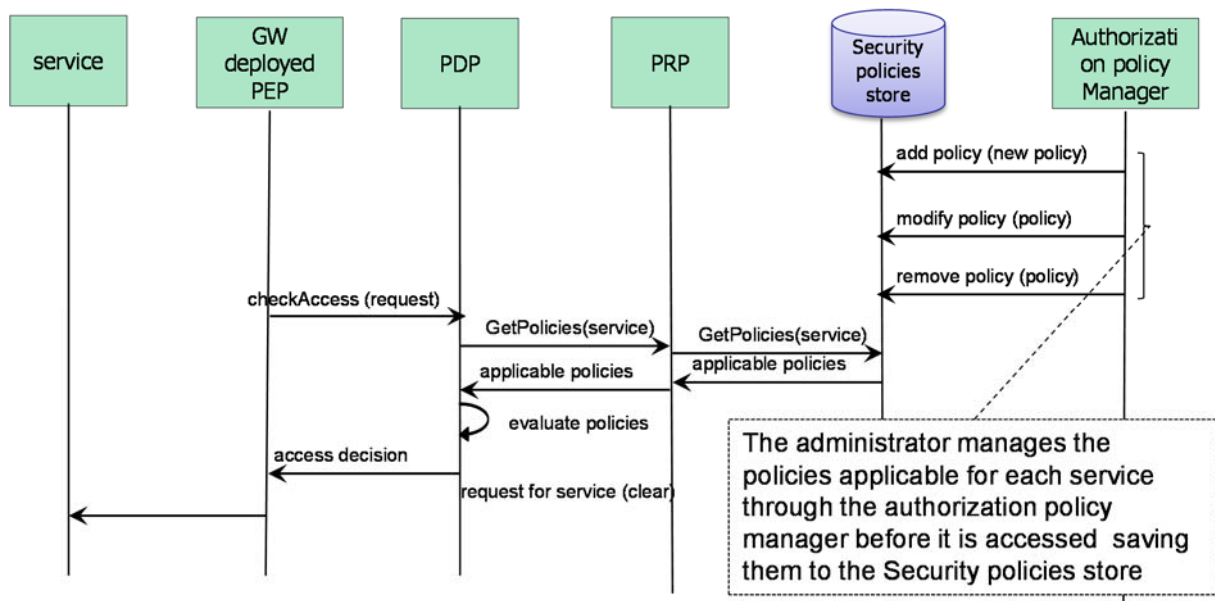 service
GW
deployed
PEP
PDP
PRP
Security
policies
store
Authorizati
on policy
Manager
add policy (new policy)
modify policy (policy)
remove policy (policy)
checkAccess (request)
GetPolicies(service)
GetPolicies(service)
applicable policies
applicable policies
evaluate policies
access decision
request for service (clear)
The administrator manages the
policies applicable for each service
through the authorization policy
manager before it is accessed saving
them to the Security policies store